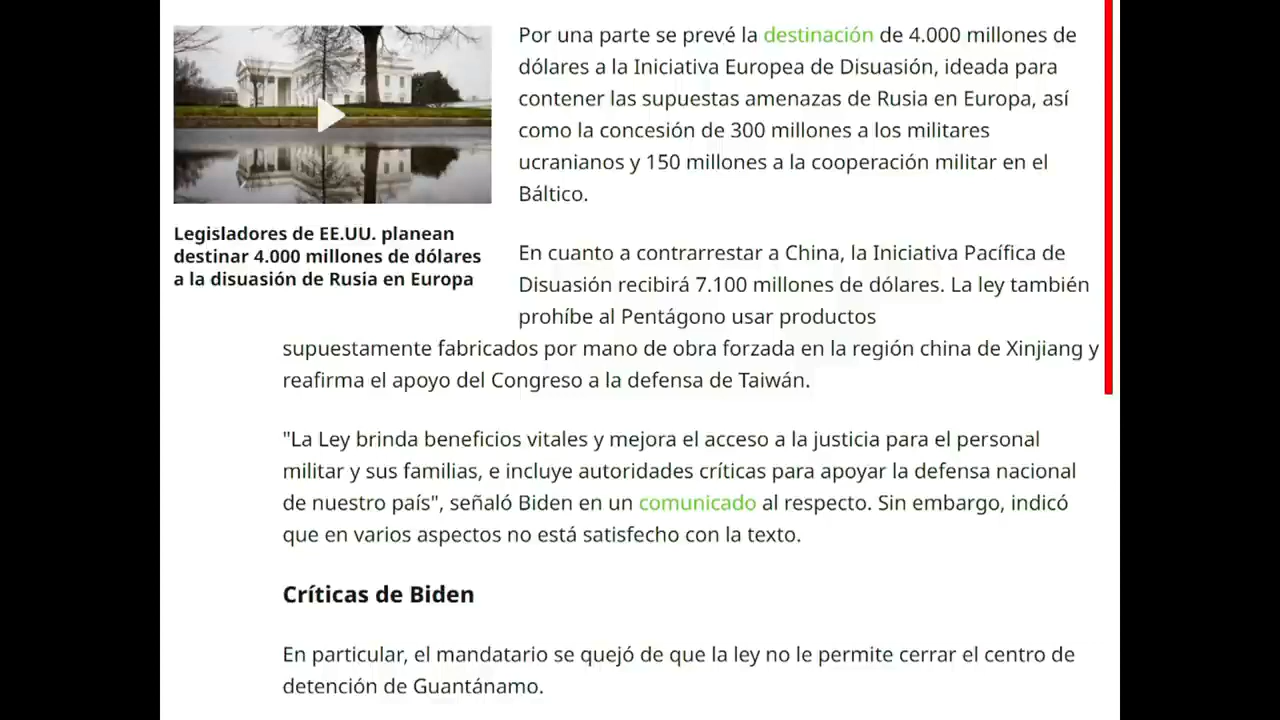 Por una parte se prevé la destinación de 4.000 millones de
dólares a la Iniciativa Europea de Disuasión, ideada para
contener las supuestas amenazas de Rusia en Europa, así
como la concesión de 300 millones a los militares
ucranianos y 150 millones a la cooperación militar en el
Báltico.
Legisladores de EE.UU. planean
destinar 4.000 millones de dólares
a la disuasión de Rusia en Europa
En cuanto a contrarrestar a China, la Iniciativa Pacífica de
Disuasión recibirá 7.100 millones de dólares. La ley también
prohíbe al Pentágono usar productos
supuestamente fabricados por mano de obra forzada en la región china de Xinjiang y
reafirma el apoyo del Congreso a la defensa de Taiwán.
"La Ley brinda beneficios vitales y mejora el acceso a la justicia para el personal
militar y sus familias, e incluye autoridades críticas para apoyar la defensa nacional
de nuestro país", señaló Biden en un comunicado al respecto. Sin embargo, indicó
que en varios aspectos no está satisfecho con la texto.
Críticas de Biden
En particular, el mandatario se quejó de que la ley no le permite cerrar el centro de
detención de Guantánamo.